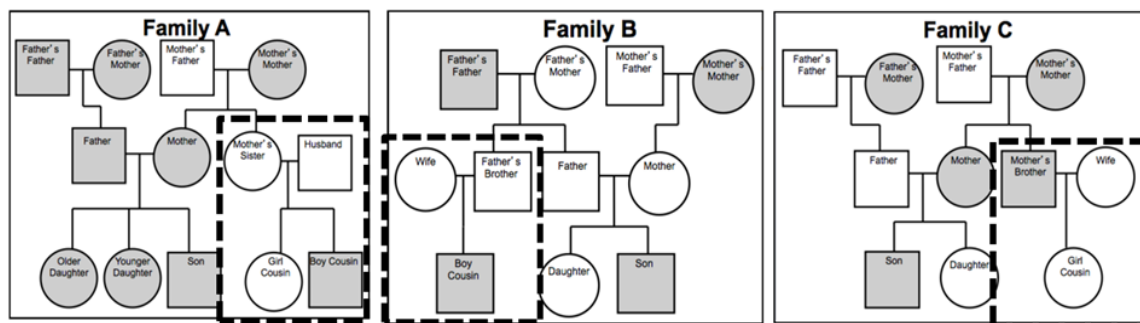 Family A
Father's
Father
Father's
Mother
Mother's
Father
Mother's
Mother
Father
Mother
Mother's
Sister
Husband
Older
Daughter
Younger
Daughter
Son
Girl
Cousin
Boy Cousin
Family B
Father's
Father
Father's
Mother
Mother's
Father
Mother's
Mother
Wife
Father's
Brother
Father
Mother
Boy
Cousin
Daughter
Son
Family C
Father's
Father
Father's
Mother
Mother's
Father
Mother's
Mother
Father
Mother
Mother's
Brother
Wife
Son
Daughter
Girl
Cousin